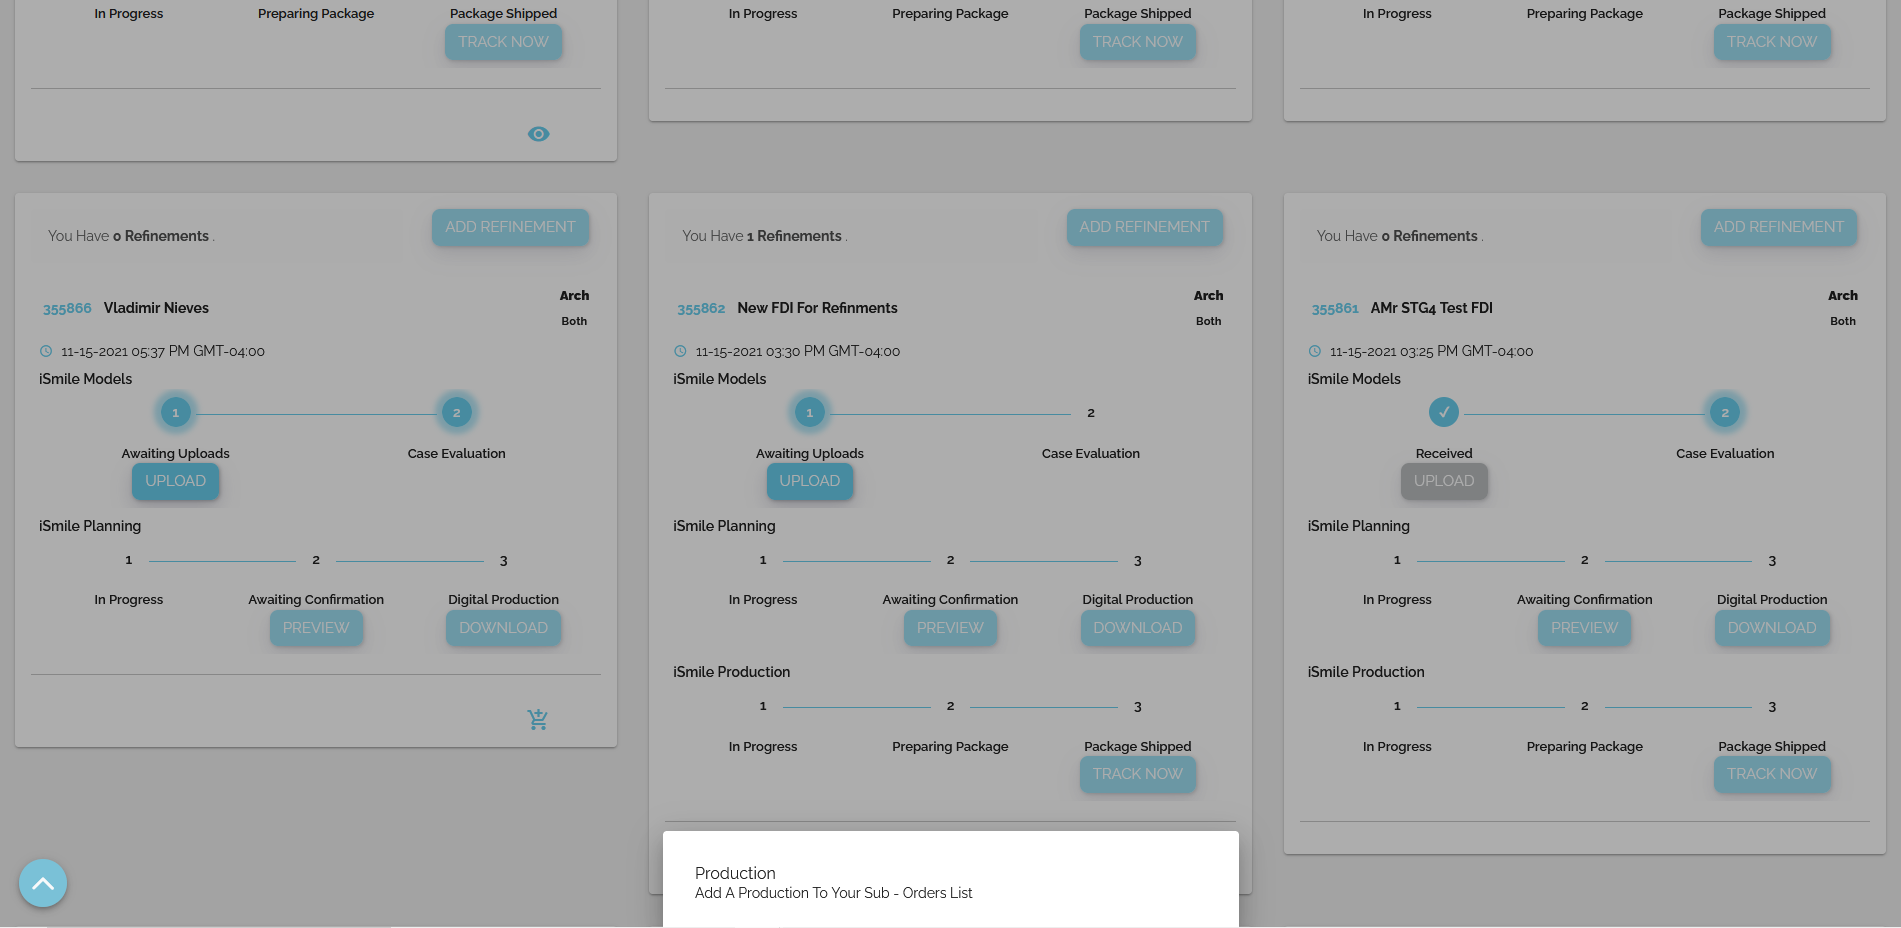 In Progress Preparing Package Package Shipped
TRACK NOW
In Progress Preparing Package Package Shipped
TRACK NOW
In Progress Preparing Package Package Shipped
TRACK NOW
You Have 0 Refinements .
ADD REFINEMENT
355866 Vladimir Nieves
Arch
Both
11-15-2021 05:37 PM GMT-04:00
iSmile Models
1 2
Awaiting Uploads Case Evaluation
UPLOAD
iSmile Planning
1 2 3
In Progress Awaiting Confirmation Digital Production
PREVIEW DOWNLOAD
You Have 1 Refinements .
ADD REFINEMENT
355862 New FDI For Refinments
Arch
Both
11-15-2021 03:30 PM GMT-04:00
iSmile Models
1 2
Awaiting Uploads Case Evaluation
UPLOAD
iSmile Planning
1 2 3
In Progress Awaiting Confirmation Digital Production
PREVIEW DOWNLOAD
iSmile Production
1 2 3
In Progress Preparing Package Package Shipped
TRACK NOW
You Have 0 Refinements .
ADD REFINEMENT
355861 AMr STG4 Test FDI
Arch
Both
11-15-2021 03:25 PM GMT-04:00
iSmile Models
2
Received Case Evaluation
UPLOAD
iSmile Planning
1 2 3
In Progress Awaiting Confirmation Digital Production
PREVIEW DOWNLOAD
iSmile Production
1 2 3
In Progress Preparing Package Package Shipped
TRACK NOW
Production
Add A Production To Your Sub - Orders List